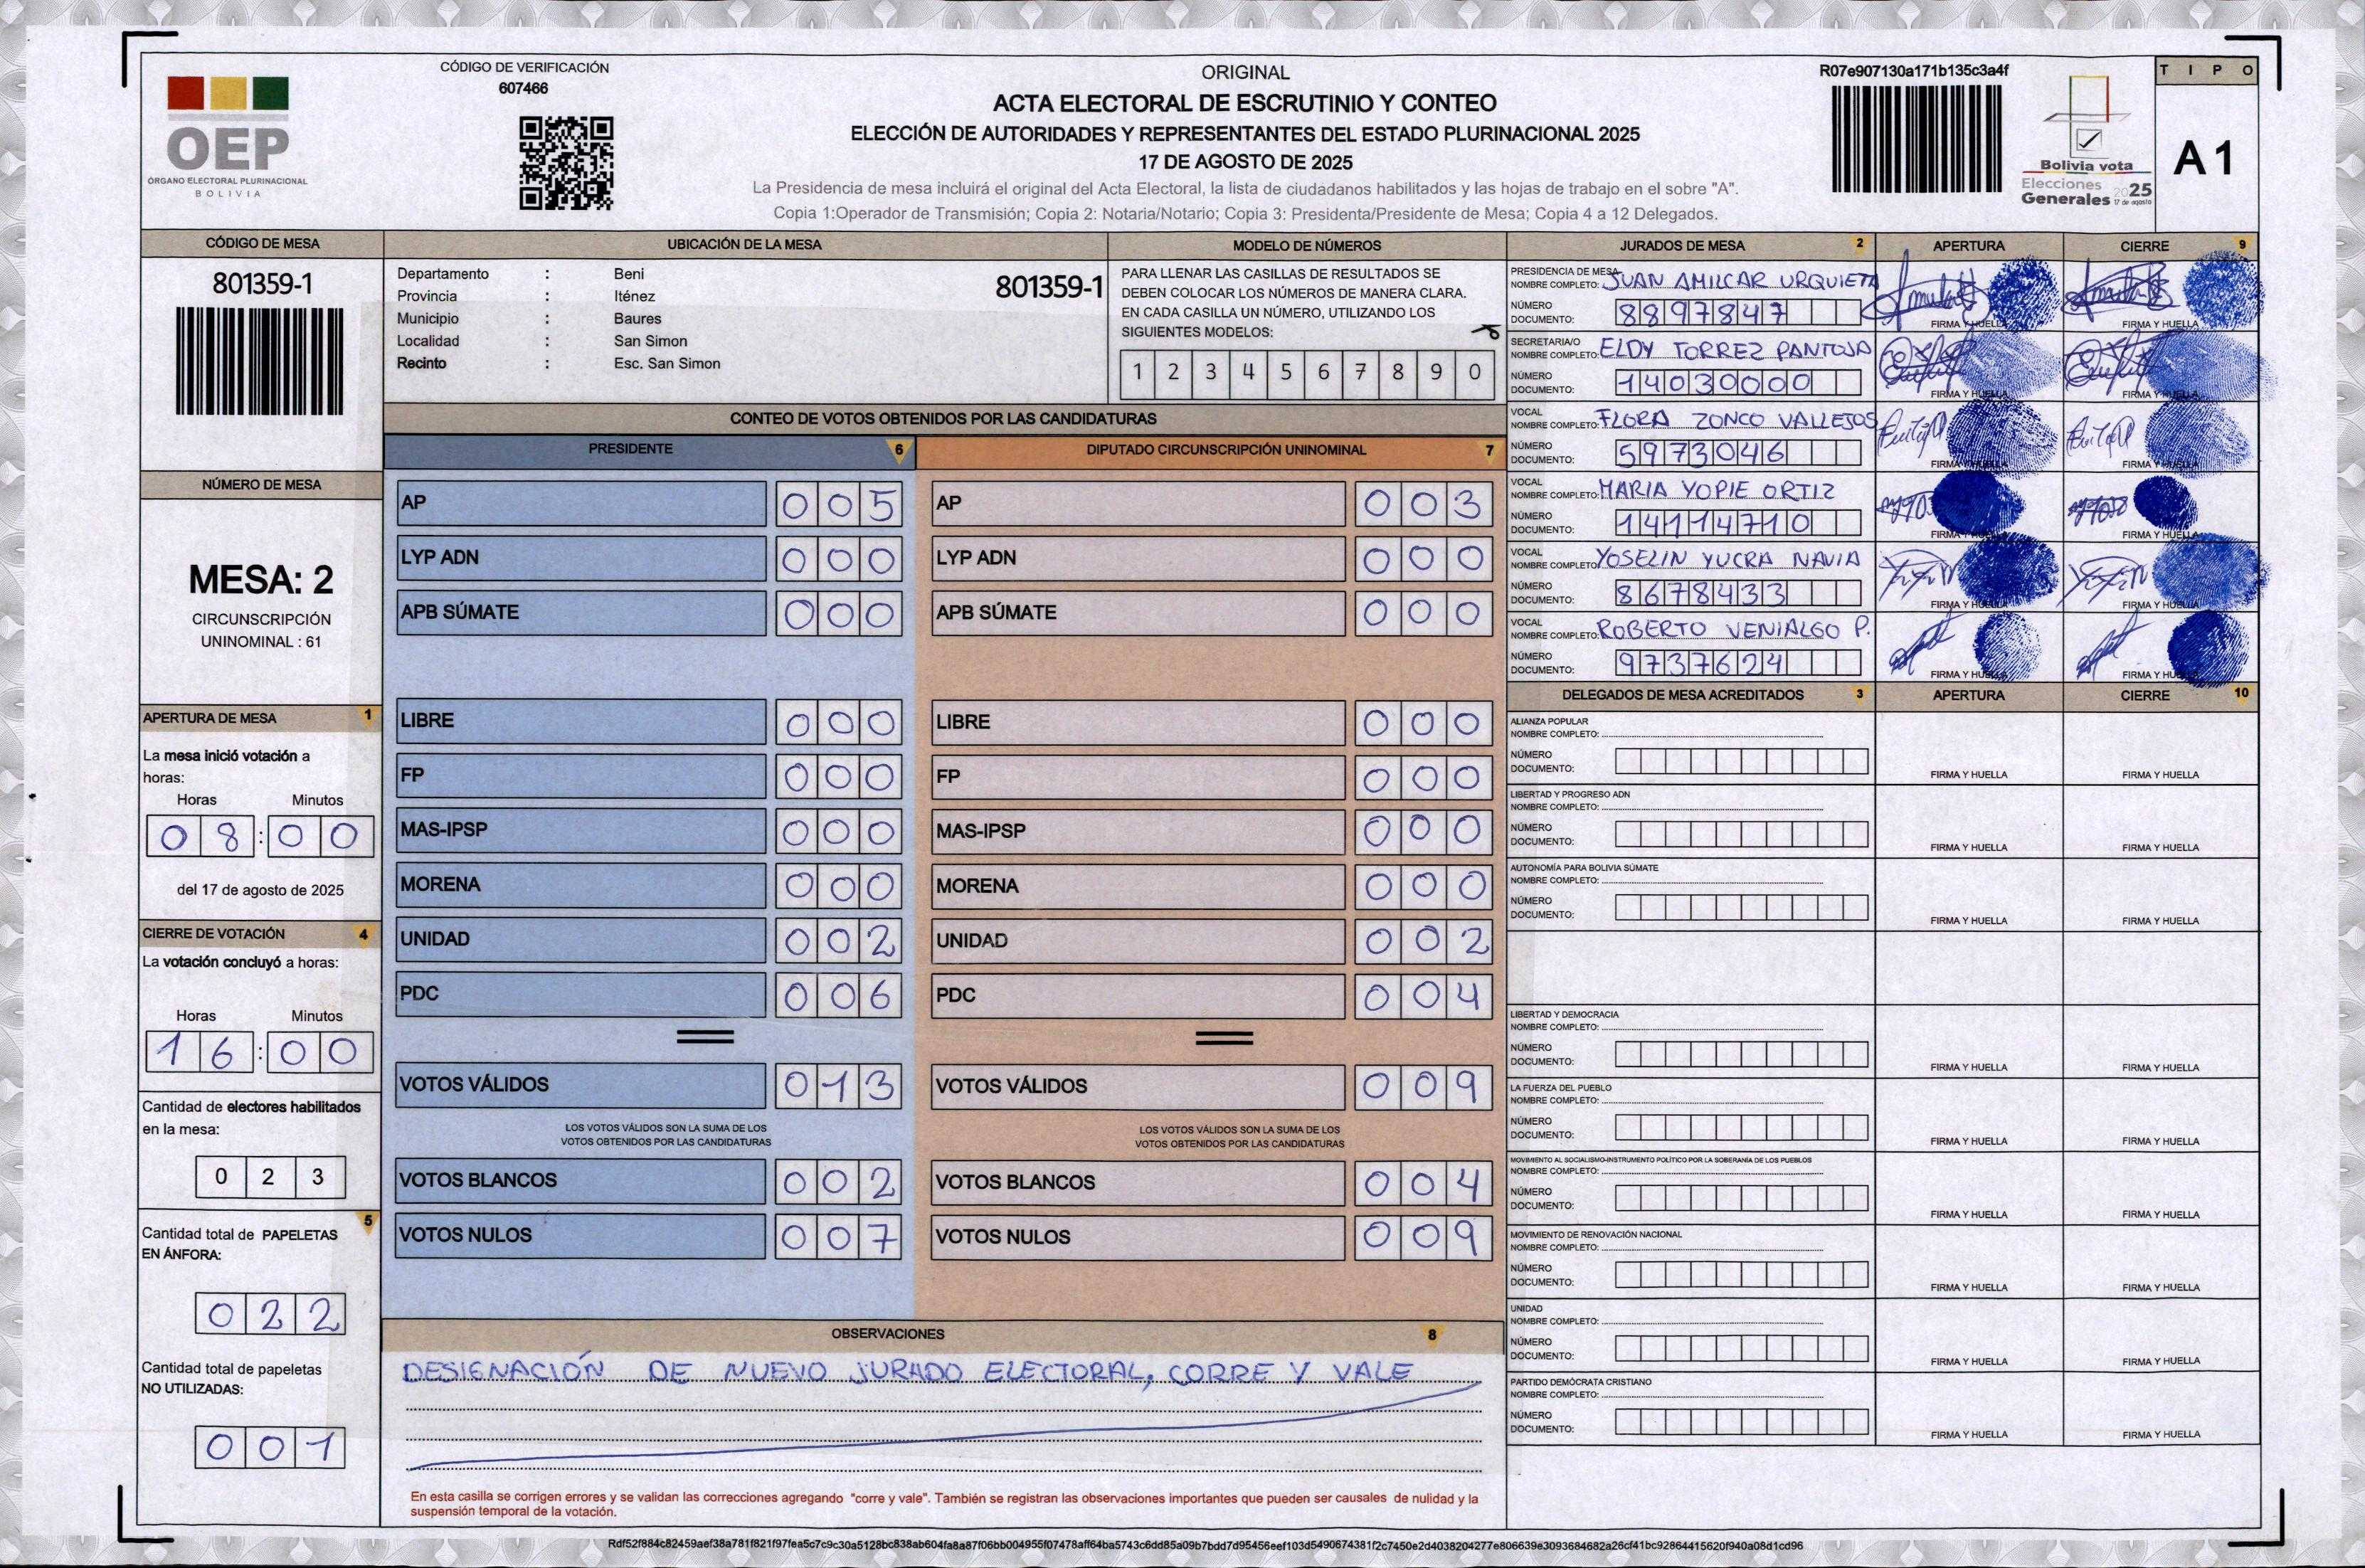 CÓDIGO DE VERIFICACIÓN
607466
OEP
ÓRGANO ELECTORAL PLURINACIONAL
BOLIVIA
ORIGINAL
ACTA ELECTORAL DE ESCRUTINIO Y CONTEO
ELECCIÓN DE AUTORIDADES Y REPRESENTANTES DEL ESTADO PLURINACIONAL 2025
17 DE AGOSTO DE 2025
La Presidencia de mesa incluirá el original del Acta Electoral, la lista de ciudadanos habilitados y las hojas de trabajo en el sobre "A".
Copia 1:Operador de Transmisión; Copia 2: Notaria/Notario; Copia 3: Presidenta/Presidente de Mesa; Copia 4 a 12 Delegados.
R07e907130a171b135c3a4f
Bolivia vota
Elecciones
Generales 2025
17 de agosto
TIPO
A1
CÓDIGO DE MESA
801359-1
NÚMERO DE MESA
MESA: 2
CIRCUNSCRIPCIÓN
UNINOMINAL : 61
APERTURA DE MESA 1
La mesa inició votación a
horas:
Horas Minutos
08:00
del 17 de agosto de 2025
CIERRE DE VOTACIÓN 4
La votación concluyó a horas:
Horas Minutos
16:00
Cantidad de electores habilitados
en la mesa:
023
5
Cantidad total de PAPELETAS
EN ÁNFORA:
022
Cantidad total de papeletas
NO UTILIZADAS:
001
UBICACIÓN DE LA MESA
Departamento : Beni
801359-1
Provincia : Iténez
Municipio : Baures
Localidad : San Simon
Recinto : Esc. San Simon
MODELO DE NÚMEROS
PARA LLENAR LAS CASILLAS DE RESULTADOS SE
DEBEN COLOCAR LOS NÚMEROS DE MANERA CLARA.
EN CADA CASILLA UN NÚMERO, UTILIZANDO LOS
SIGUIENTES MODELOS:
1 2 3 4 5 6 7 8 9 0
CONTEO DE VOTOS OBTENIDOS POR LAS CANDIDATURAS
PRESIDENTE 6
AP 005
LYP ADN 000
APB SÚMATE 000
LIBRE 000
FP 000
MAS-IPSP 000
MORENA 000
UNIDAD 002
PDC 006
VOTOS VÁLIDOS 013
LOS VOTOS VÁLIDOS SON LA SUMA DE LOS
VOTOS OBTENIDOS POR LAS CANDIDATURAS
VOTOS BLANCOS 002
VOTOS NULOS 007
DIPUTADO CIRCUNSCRIPCIÓN UNINOMINAL 7
AP 003
LYP ADN 000
APB SÚMATE 000
LIBRE 000
FP 000
MAS-IPSP 000
MORENA 000
UNIDAD 002
PDC 004
VOTOS VÁLIDOS 009
LOS VOTOS VÁLIDOS SON LA SUMA DE LOS
VOTOS OBTENIDOS POR LAS CANDIDATURAS
VOTOS BLANCOS 004
VOTOS NULOS 009
OBSERVACIONES 8
DESIGNACIÓN DE NUEVO JURADO ELECTORAL, CORRE Y VALE
En esta casilla se corrigen errores y se validan las correcciones agregando "corre y vale". También se registran las observaciones importantes que pueden ser causales de nulidad y la
suspensión temporal de la votación.
JURADOS DE MESA 2 APERTURA CIERRE 9
PRESIDENCIA DE MESA
NOMBRE COMPLETO: JUAN AMILCAR URQUIETA
NÚMERO
DOCUMENTO: 8897847
FIRMA Y HUELLA FIRMA Y HUELLA
SECRETARIA/O
NOMBRE COMPLETO: ELDY TORREZ PANTOJA
NÚMERO
DOCUMENTO: 14030000
FIRMA Y HUELLA FIRMA Y HUELLA
VOCAL
NOMBRE COMPLETO: FLORA ZONCO VALLEJOS
NÚMERO
DOCUMENTO: 5973046
FIRMA Y HUELLA FIRMA Y HUELLA
VOCAL
NOMBRE COMPLETO: MARIA YOPIE ORTIZ
NÚMERO
DOCUMENTO: 14114710
FIRMA Y HUELLA FIRMA Y HUELLA
VOCAL
NOMBRE COMPLETO: YOSELIN YUCRA NAVIA
NÚMERO
DOCUMENTO: 8678433
FIRMA Y HUELLA FIRMA Y HUELLA
VOCAL
NOMBRE COMPLETO: ROBERTO VENIALGO P.
NÚMERO
DOCUMENTO: 9737624
FIRMA Y HUELLA FIRMA Y HUELLA
DELEGADOS DE MESA ACREDITADOS 3 APERTURA CIERRE 10
ALIANZA POPULAR
NOMBRE COMPLETO:
NÚMERO
DOCUMENTO:
FIRMA Y HUELLA FIRMA Y HUELLA
LIBERTAD Y PROGRESO ADN
NOMBRE COMPLETO:
NÚMERO
DOCUMENTO:
FIRMA Y HUELLA FIRMA Y HUELLA
AUTONOMÍA PARA BOLIVIA SÚMATE
NOMBRE COMPLETO:
NÚMERO
DOCUMENTO:
FIRMA Y HUELLA FIRMA Y HUELLA
LIBERTAD Y DEMOCRACIA
NOMBRE COMPLETO:
NÚMERO
DOCUMENTO:
FIRMA Y HUELLA FIRMA Y HUELLA
LA FUERZA DEL PUEBLO
NOMBRE COMPLETO:
NÚMERO
DOCUMENTO:
FIRMA Y HUELLA FIRMA Y HUELLA
MOVIMIENTO AL SOCIALISMO-INSTRUMENTO POLÍTICO POR LA SOBERANÍA DE LOS PUEBLOS
NOMBRE COMPLETO:
NÚMERO
DOCUMENTO:
FIRMA Y HUELLA FIRMA Y HUELLA
MOVIMIENTO DE RENOVACIÓN NACIONAL
NOMBRE COMPLETO:
NÚMERO
DOCUMENTO:
FIRMA Y HUELLA FIRMA Y HUELLA
UNIDAD
NOMBRE COMPLETO:
NÚMERO
DOCUMENTO:
FIRMA Y HUELLA FIRMA Y HUELLA
PARTIDO DEMÓCRATA CRISTIANO
NOMBRE COMPLETO:
NÚMERO
DOCUMENTO:
FIRMA Y HUELLA FIRMA Y HUELLA